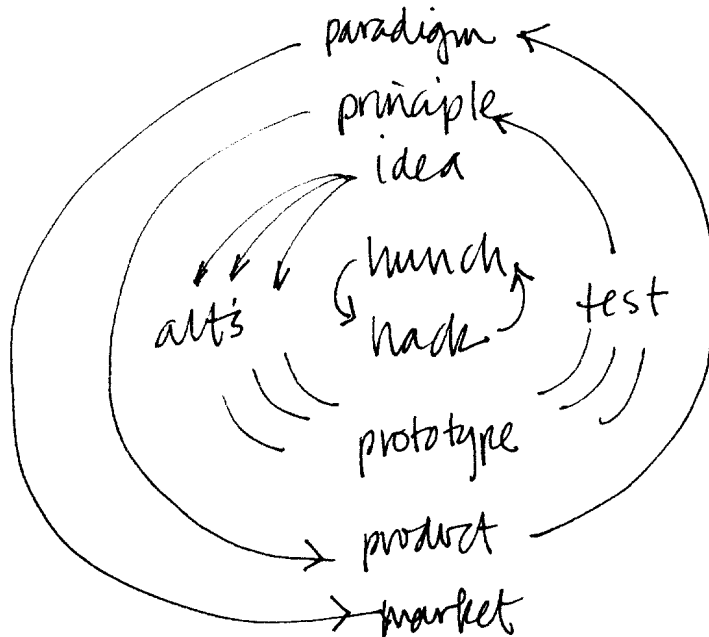 paradigm
principle
idea
hunch
alt's
hack
test
prototype
product
market